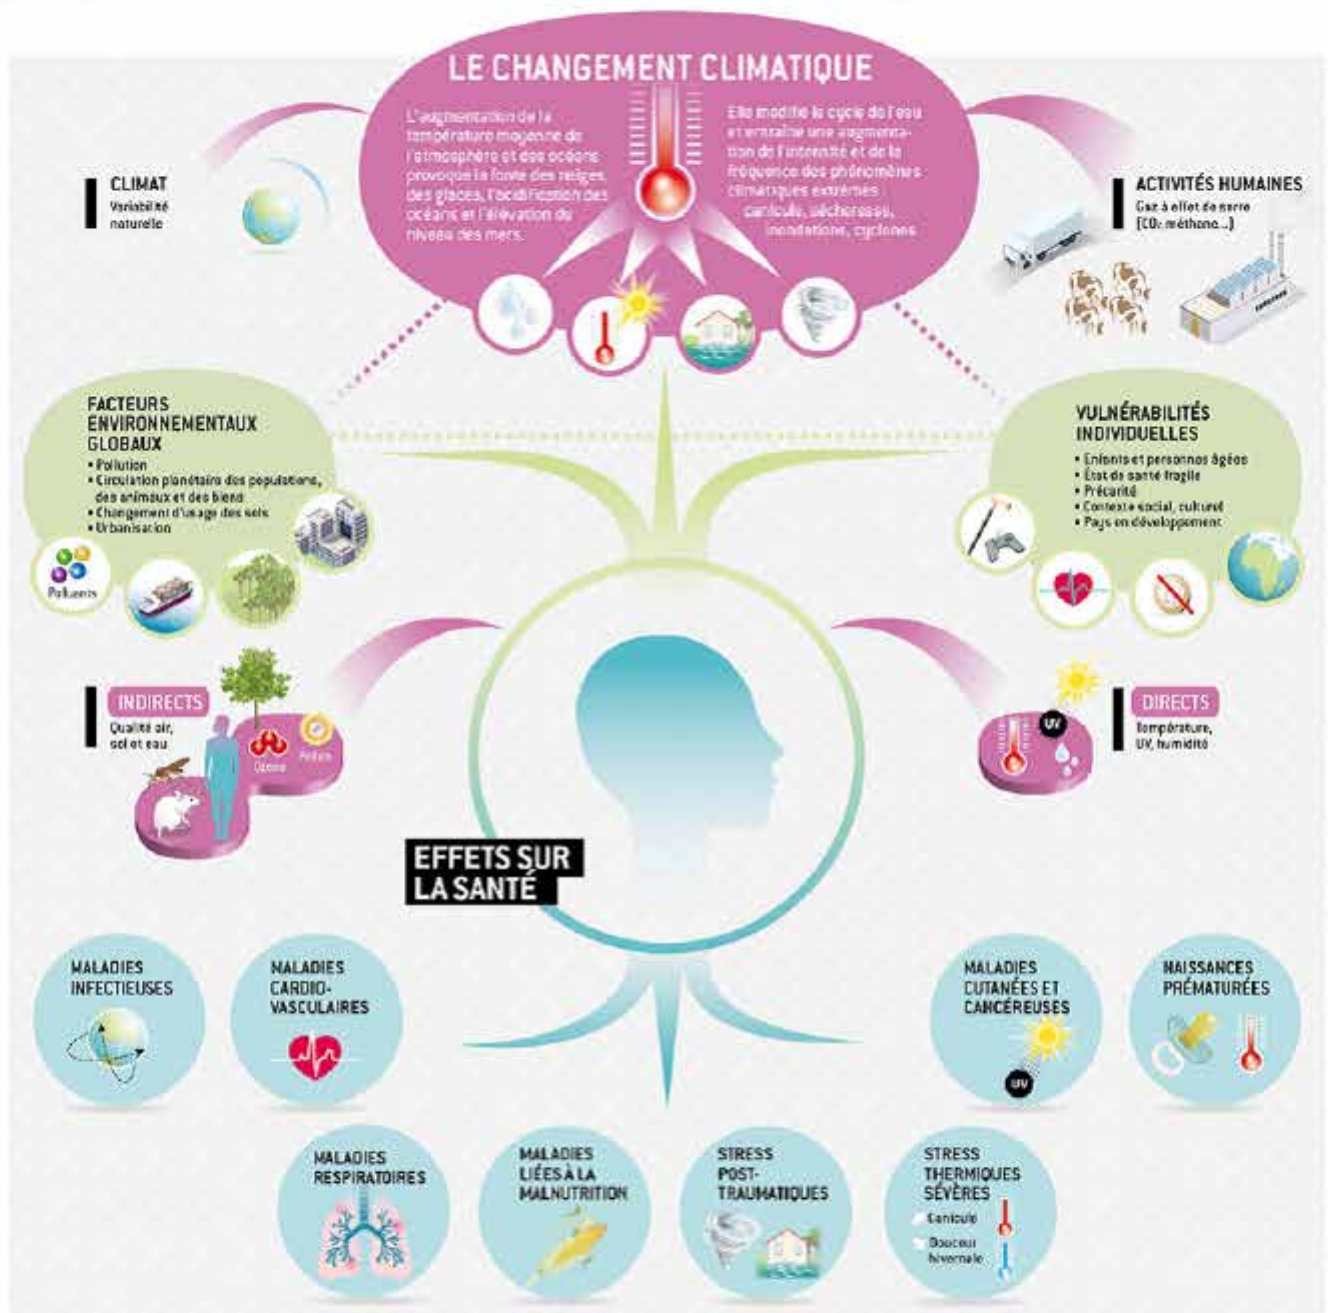 LE CHANGEMENT CLIMATIQUE
L'augmentation de la
température moyenne de
l'atmosphère et des océans
provoque la fonte des neiges,
des glaces, l'acidification des
océans et l'élévation du
niveau des mers.
Elle modifie le cycle de l'eau
et entraîne une augmenta-
tion de l'intensité et de la
fréquence des phénomènes
climatiques extrêmes
canicule, sécheresse,
inondations, cyclones
CLIMAT
Variabilité
naturelle
ACTIVITÉS HUMAINES
Gaz à effet de serre
(CO₂ méthane...)
FACTEURS
ENVIRONNEMENTAUX
GLOBAUX
• Pollution
• Circulation planétaire des populations,
des animaux et des biens
• Changement d'usage des sols
• Urbanisation
Polluants
VULNÉRABILITÉS
INDIVIDUELLES
• Enfants et personnes âgées
• État de santé fragile
• Précarité
• Contexte social, culturel
• Pays en développement
INDIRECTS
Qualité air,
sol et eau
Ozone
Pollens
DIRECTS
Température,
UV, humidité
UV
EFFETS SUR
LA SANTÉ
MALADIES
INFECTIEUSES
MALADIES
CARDIO-
VASCULAIRES
MALADIES
CUTANÉES ET
CANCÉREUSES
UV
NAISSANCES
PRÉMATURÉES
MALADIES
RESPIRATOIRES
MALADIES
LIÉES À LA
MALNUTRITION
STRESS
POST-
TRAUMATIQUES
STRESS
THERMIQUES
SÉVÈRES
Canicule
Douceur
hivernale